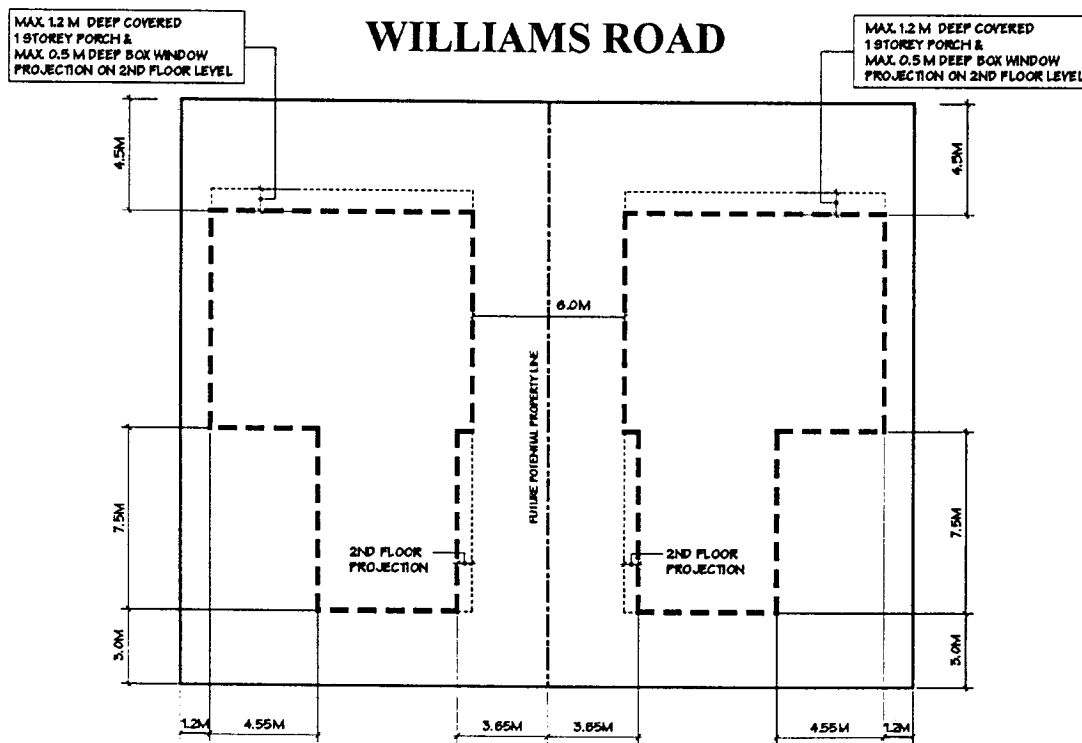 MAX. 1.2 M DEEP COVERED
1 STOREY PORCH &
MAX. 0.5 M DEEP BOX WINDOW
PROJECTION ON 2ND FLOOR LEVEL
WILLIAMS ROAD
MAX. 1.2 M DEEP COVERED
1 STOREY PORCH &
MAX. 0.5 M DEEP BOX WINDOW
PROJECTION ON 2ND FLOOR LEVEL
4.5M
4.5M
6.0M
FUTURE POTENTIAL PROPERTY LINE
7.5M
7.5M
2ND FLOOR
PROJECTION
2ND FLOOR
PROJECTION
3.0M
3.0M
1.2M
4.55M
3.65M
3.65M
4.55M
1.2M